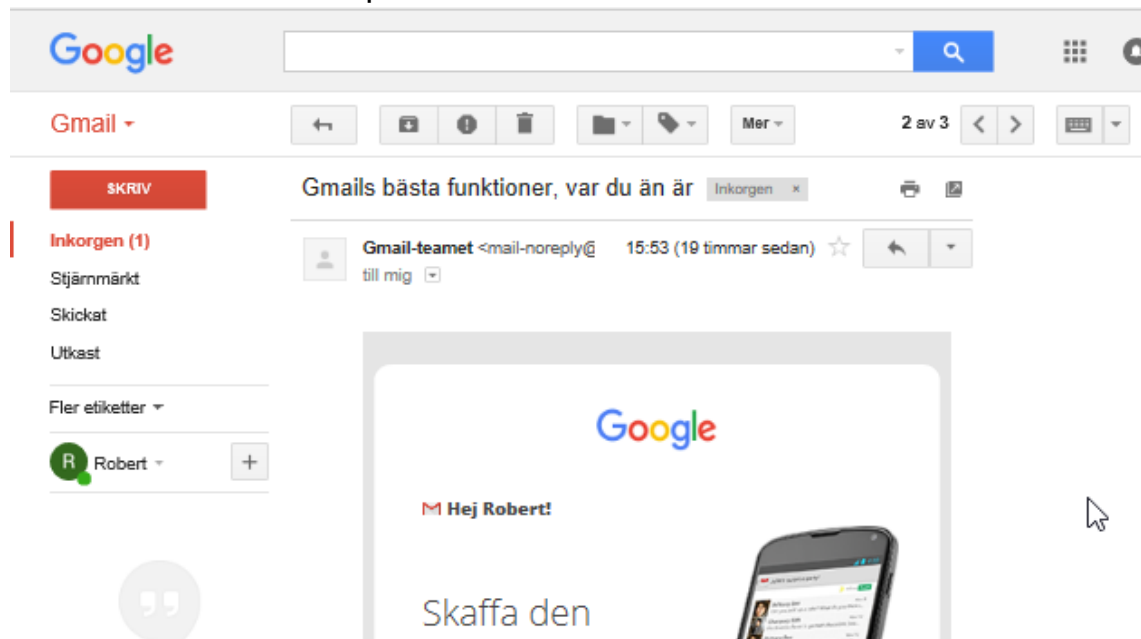 Google
Gmail
Mer
2 av 3
SKRIV
Gmails bästa funktioner, var du än är
Inkorgen ×
Inkorgen (1)
Gmail-teamet <mail-noreply@
15:53 (19 timmar sedan)
till mig
Stjärnmärkt
Skickat
Utkast
Fler etiketter
R Robert
Google
Hej Robert!
Skaffa den